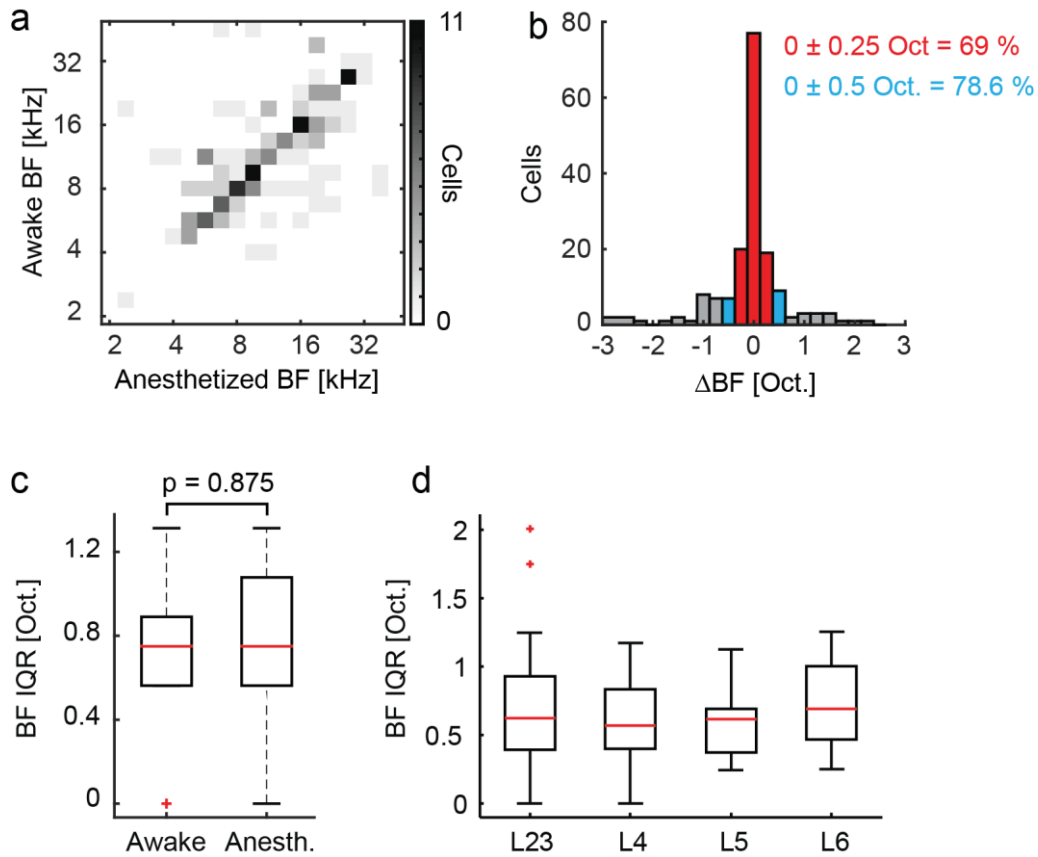 a
11
Cells
0
32
16
8
4
2
Awake BF [kHz]
2 4 8 16 32
Anesthetized BF [kHz]
b
0 ± 0.25 Oct = 69 %
0 ± 0.5 Oct. = 78.6 %
80
60
40
20
0
Cells
-3 -2 -1 0 1 2 3
ΔBF [Oct.]
c
p = 0.875
1.2
0.8
0.4
0
BF IQR [Oct.]
Awake Anesth.
d
2
1.5
1
0.5
0
BF IQR [Oct.]
L23 L4 L5 L6